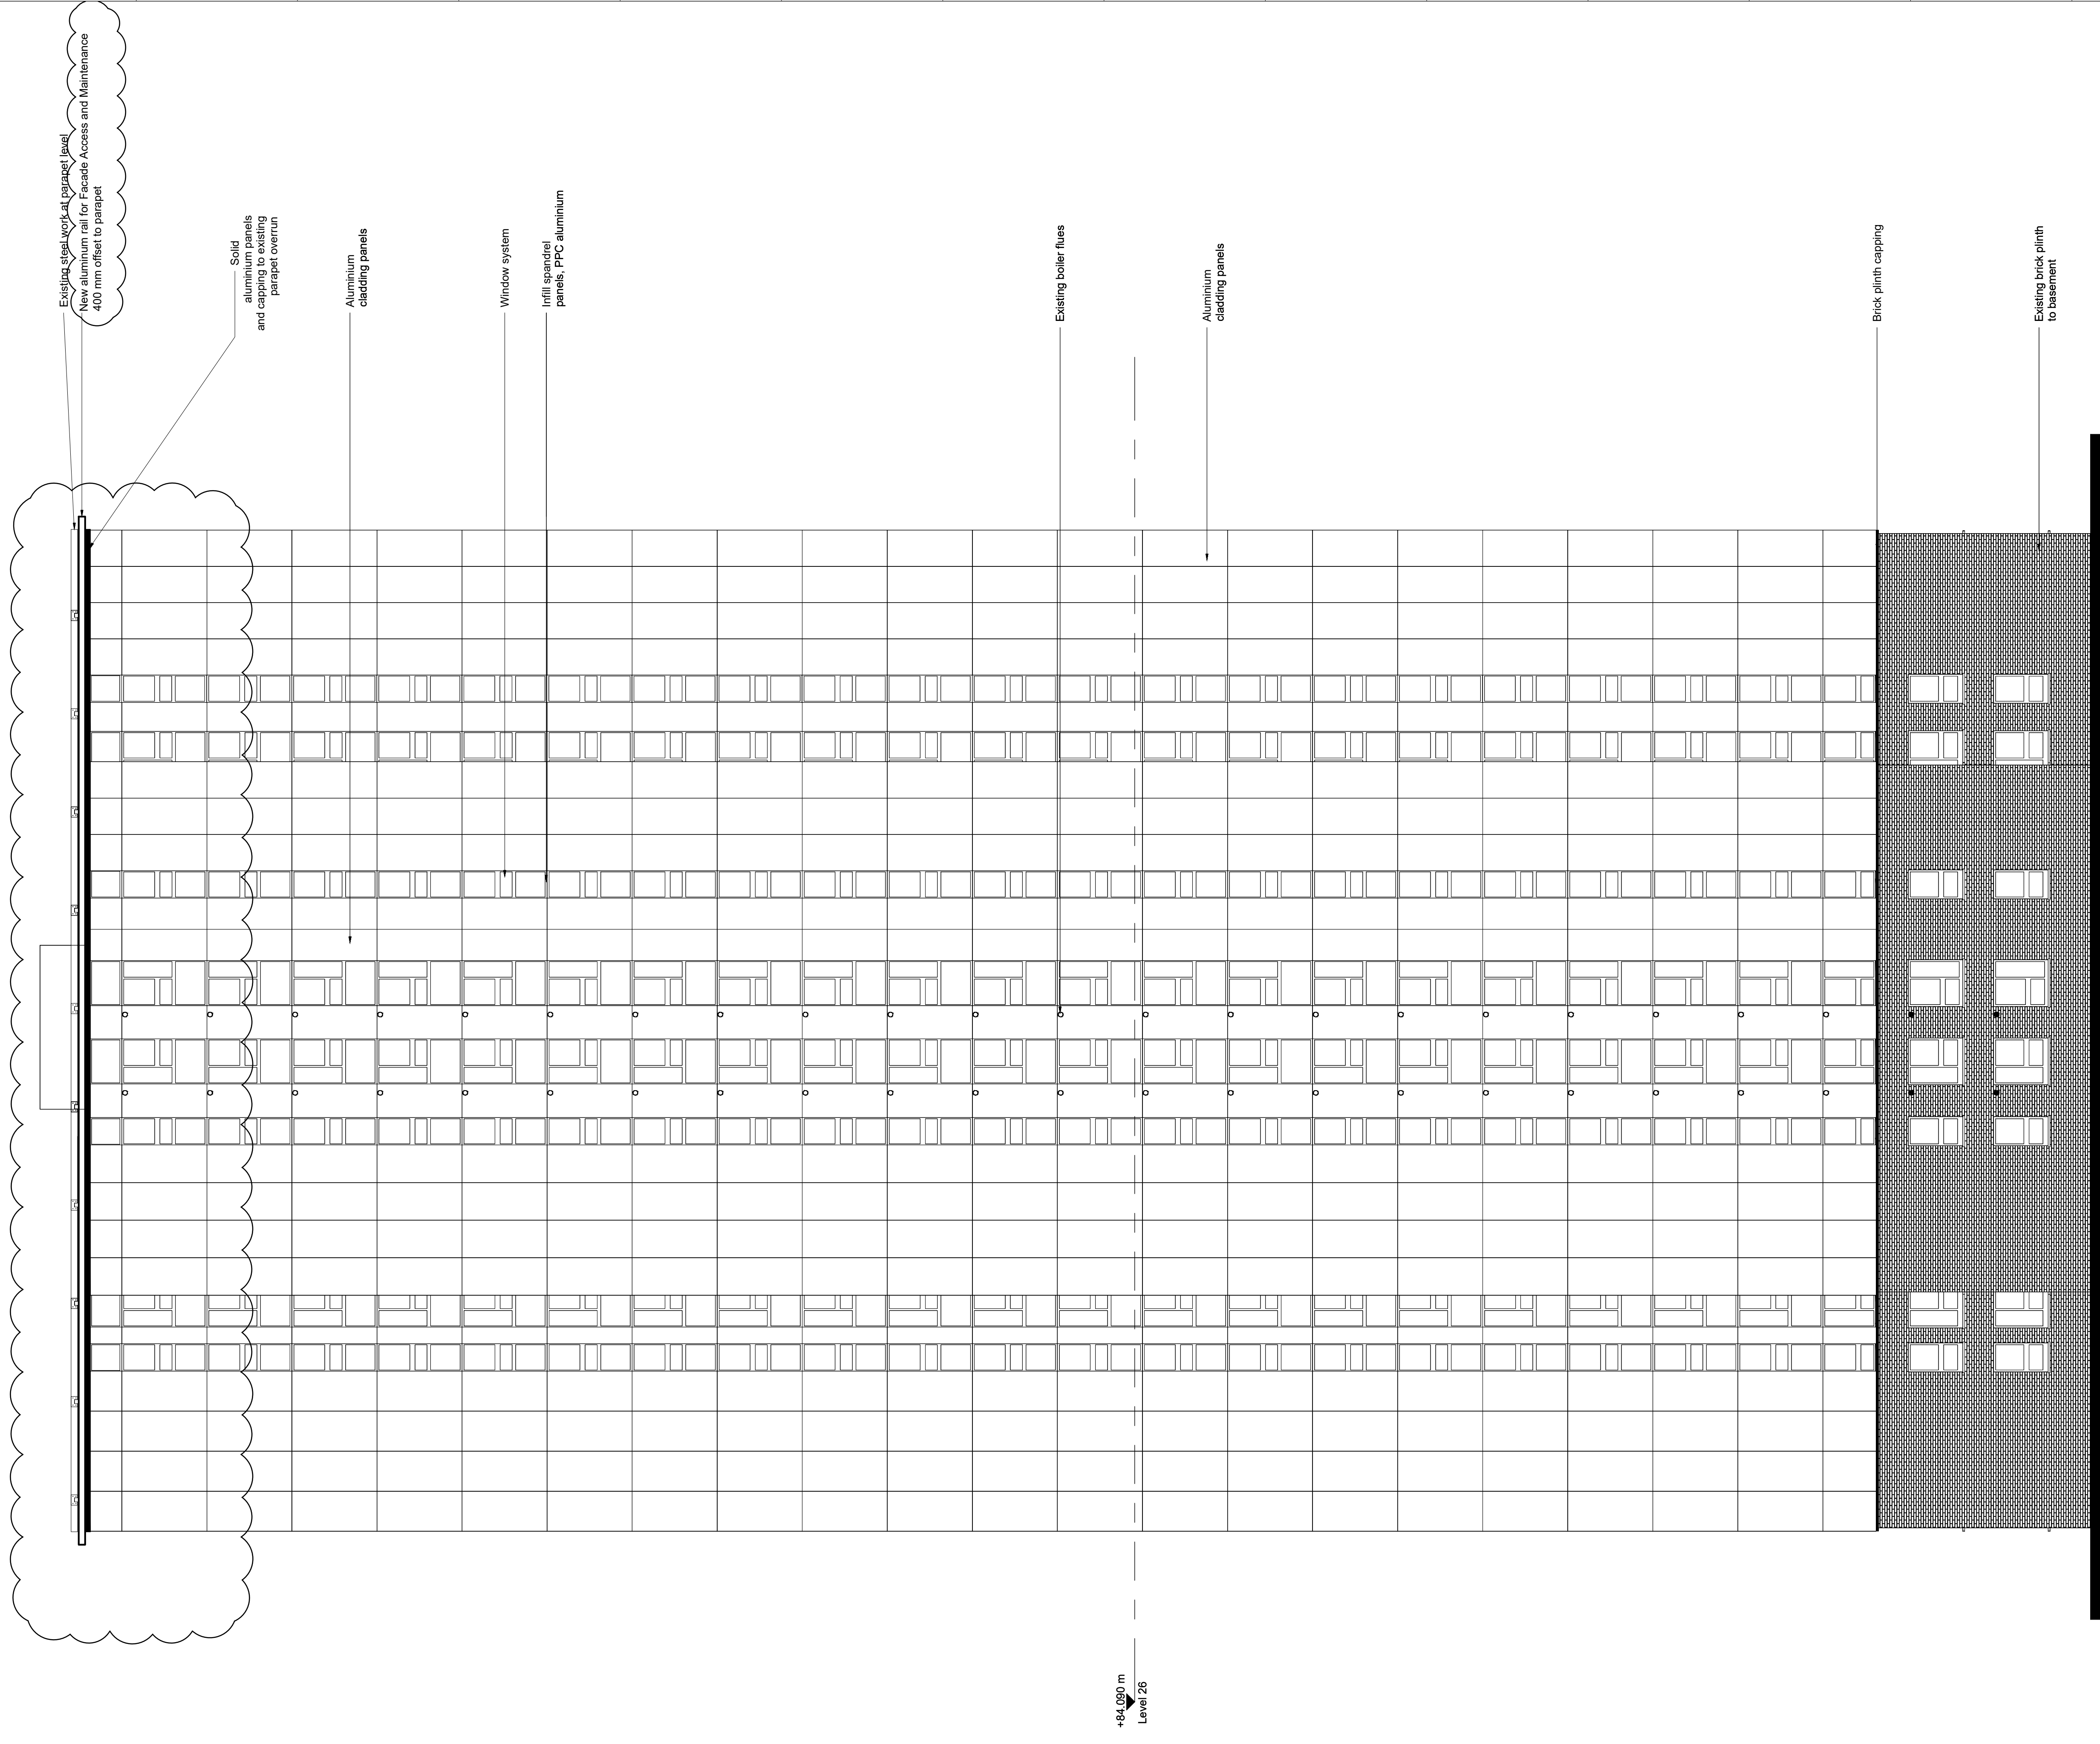 Existing steel work at parapet level
New aluminum rail for Facade Access and Maintenance
400 mm offset to parapet
Solid
aluminium panels
and capping to existing
parapet overrun
Aluminium
cladding panels
Window system
Infill spandrel
panels, PPC aluminium
Existing boiler flues
Aluminium
cladding panels
Brick plinth capping
Existing brick plinth
to basement
+84.090 m
Level 26